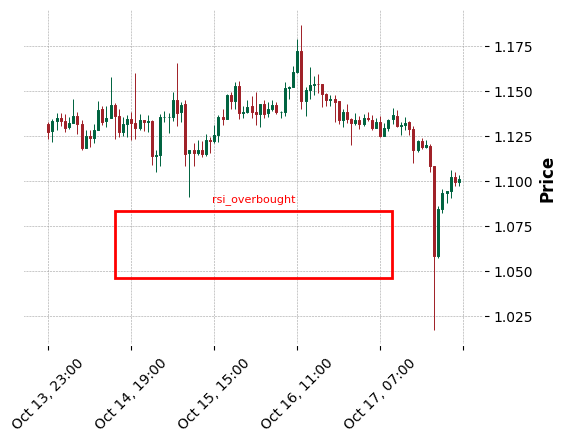 1.175
1.150
1.125
1.100
1.075
1.050
1.025
Price
rsi_overbought
Oct 13, 23:00
Oct 14, 19:00
Oct 15, 15:00
Oct 16, 11:00
Oct 17, 07:00